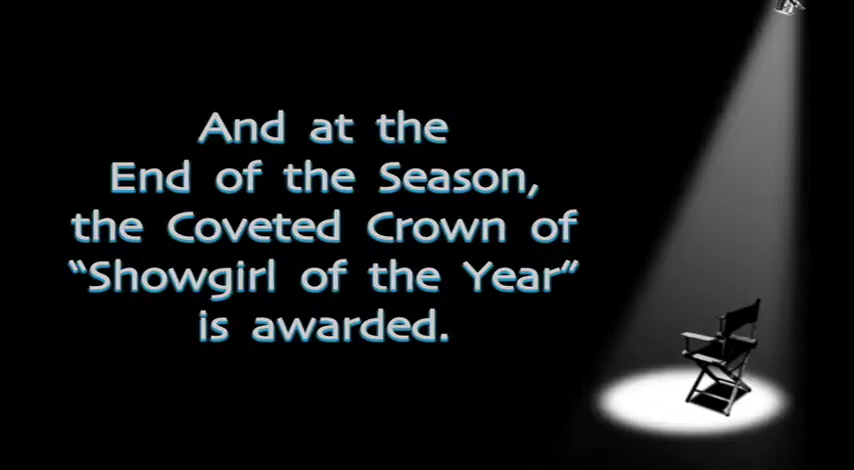 And at the
End of the Season,
the Coveted Crown of
“Showgirl of the Year”
is awarded.